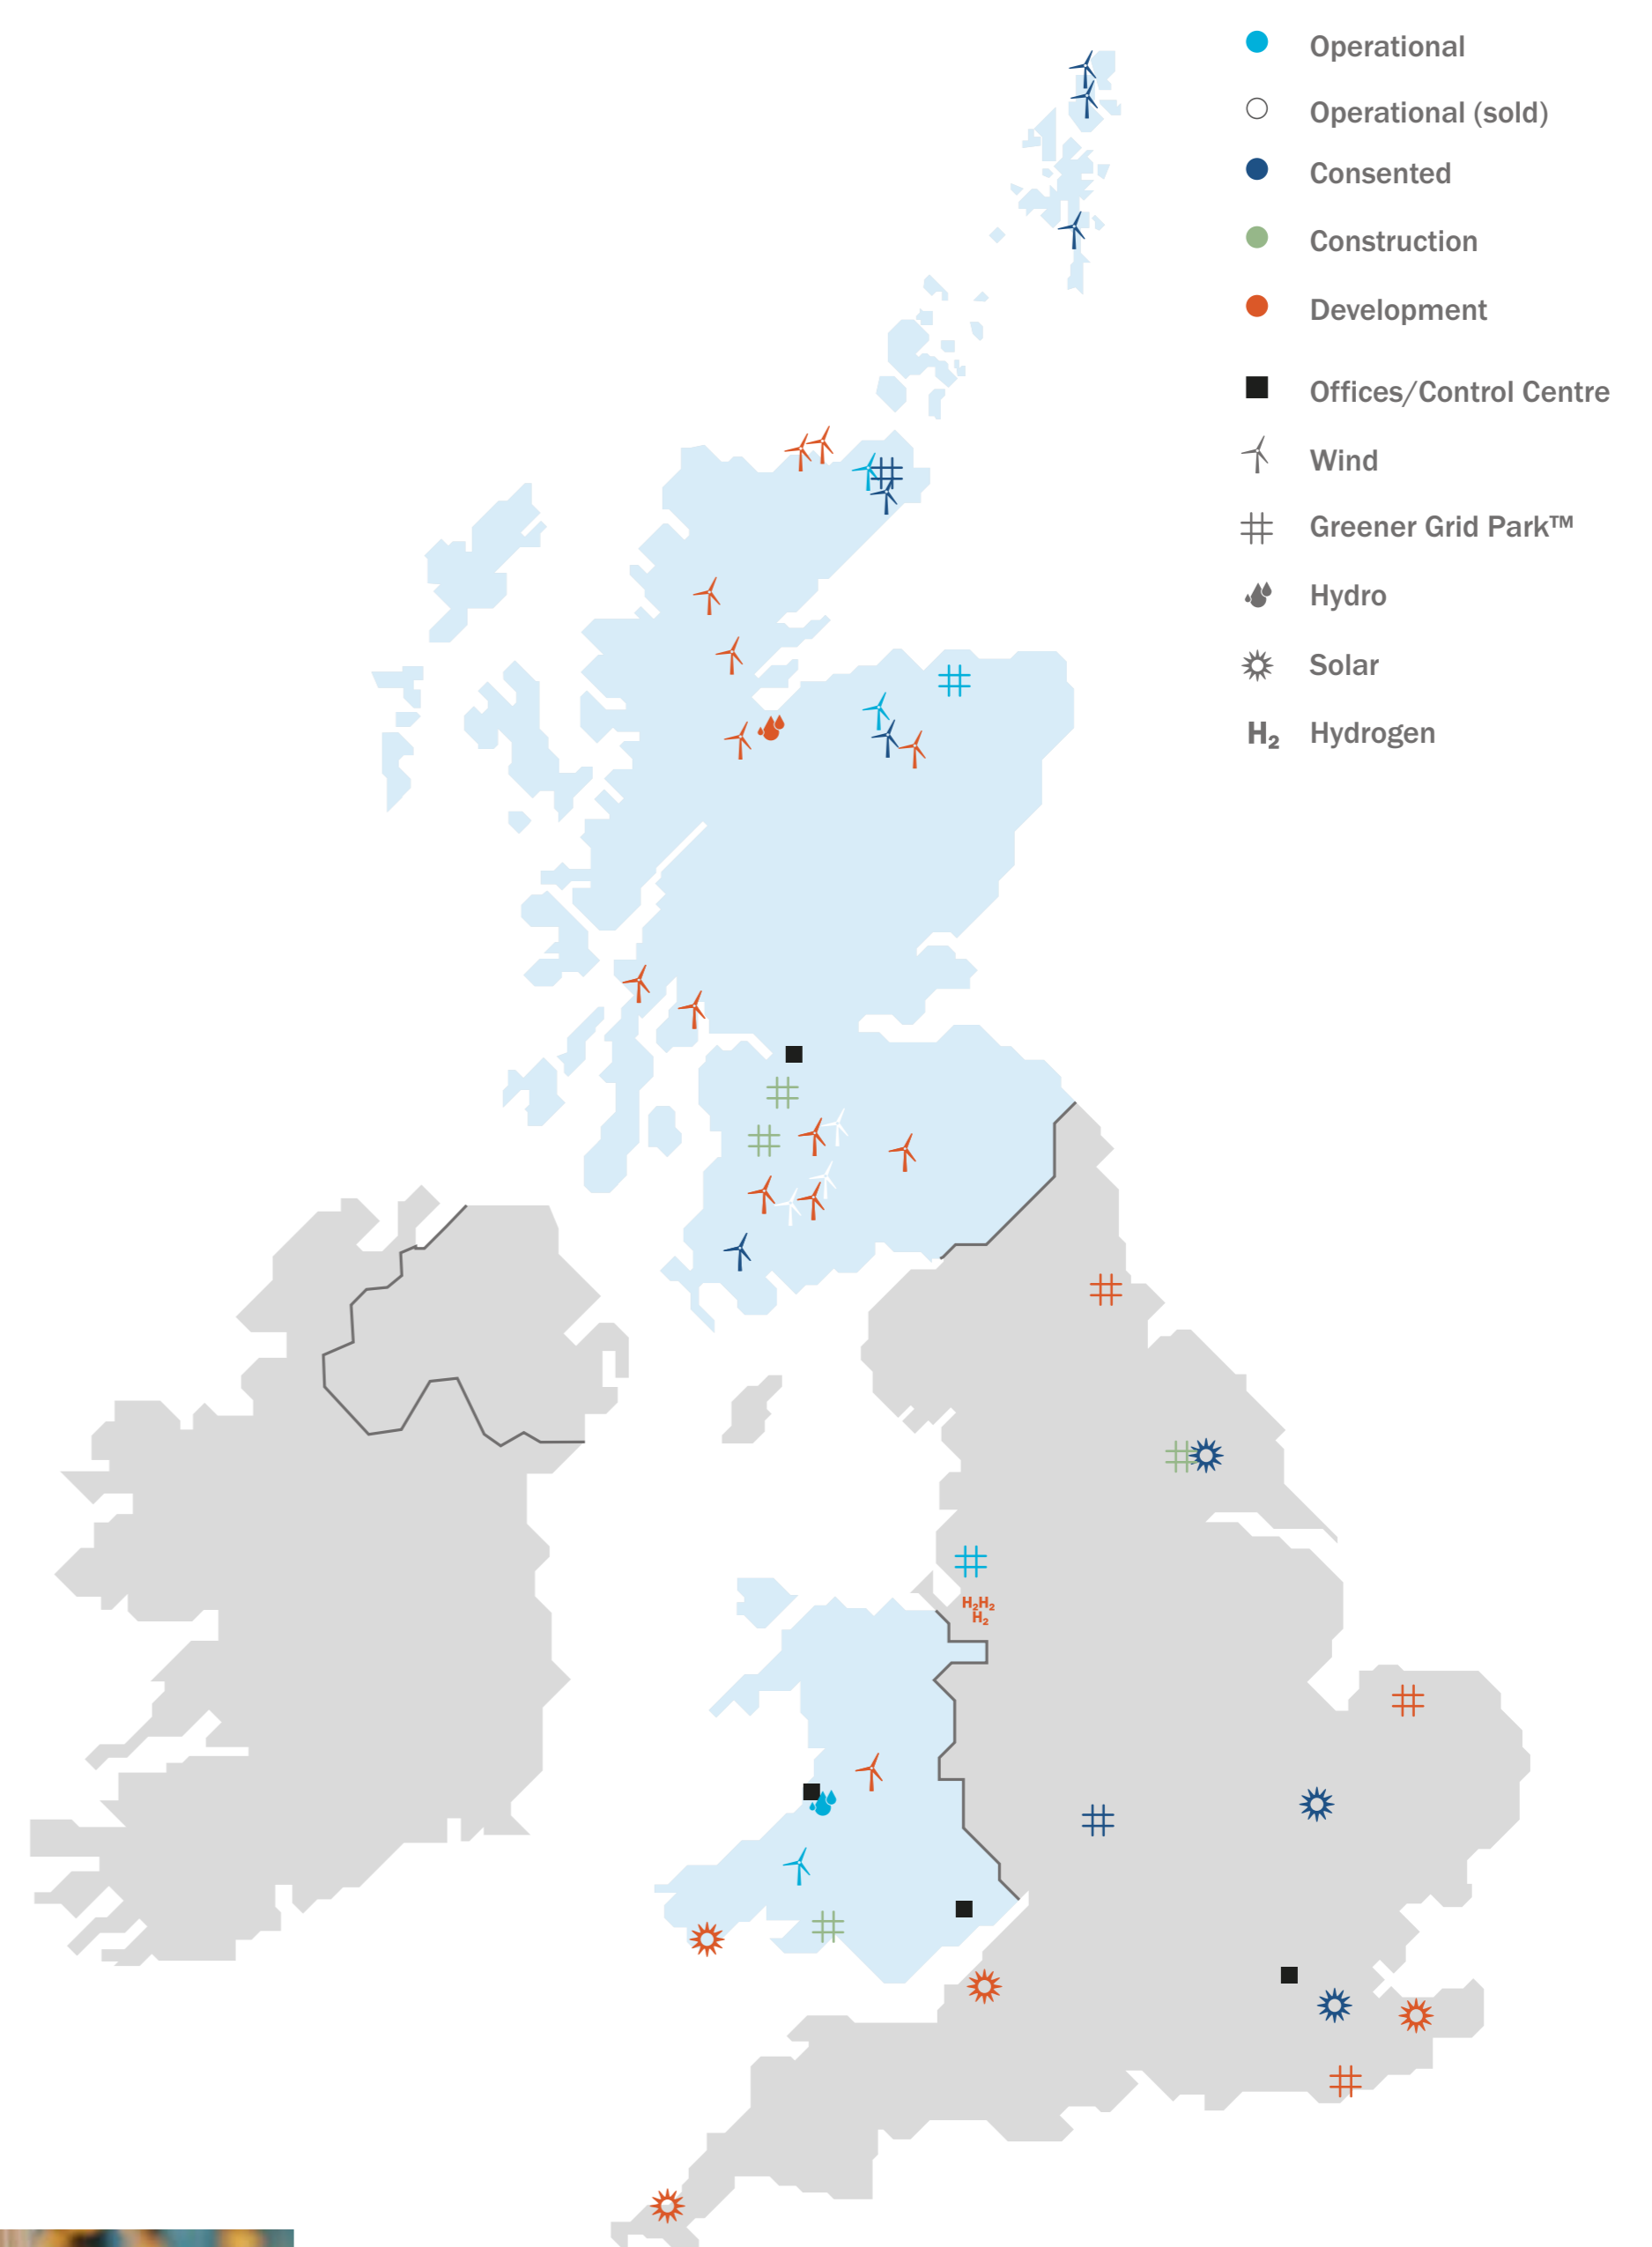 Operational
Operational (sold)
Consented
Construction
Development
Offices/Control Centre
Wind
Greener Grid Park™
Hydro
Solar
H₂ Hydrogen
H₂H₂
H₂